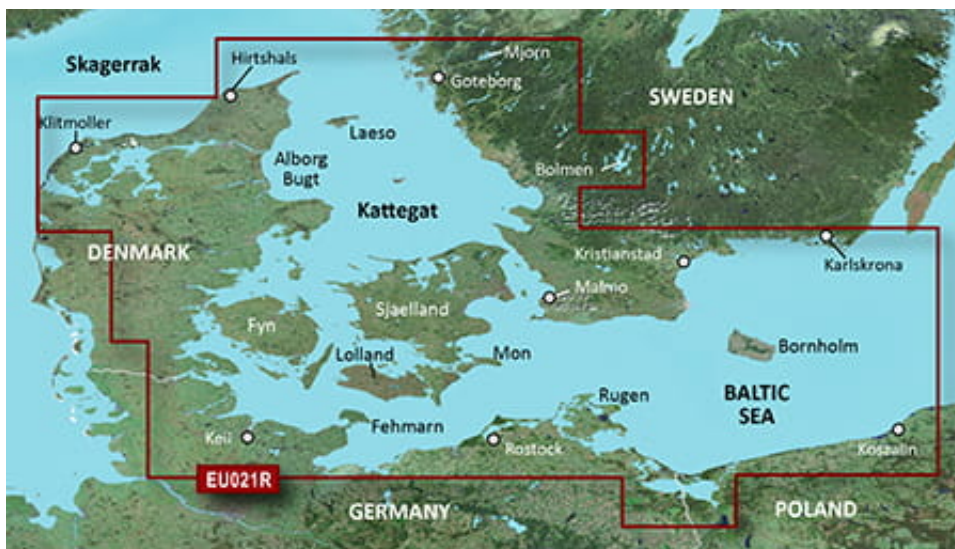 Skagerrak
Hirtshals
Mjorn
Goteborg
SWEDEN
Klitmoller
Laeso
Alborg
Bugt
Bolmen
Kattegat
DENMARK
Kristianstad
Karlskrona
Malmo
Sjaelland
Fyn
Lolland
Mon
Bornholm
Rugen
BALTIC
SEA
Fehmarn
Keil
Rostock
Koszalin
EU021R
GERMANY
POLAND